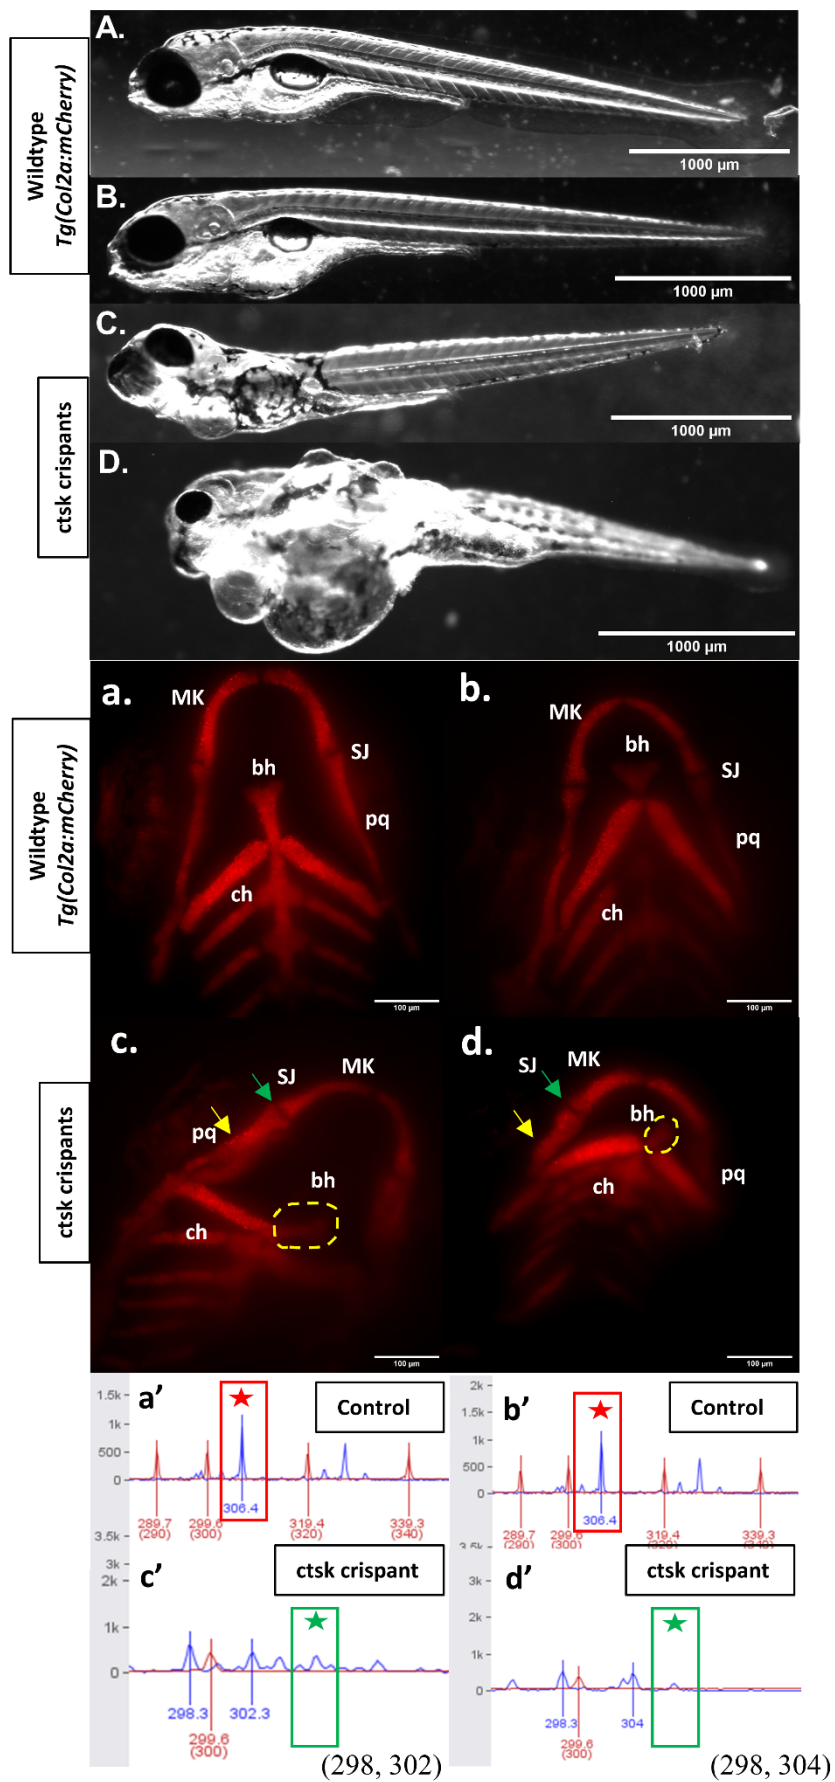 A.
Wildtype
Tg(Col2a:mCherry)
1000 µm
B.
1000 µm
C.
ctsk crispants
1000 µm
D.
1000 µm
a.
MK
SJ
bh
pq
ch
100 µm
b.
MK
bh
SJ
pq
ch
100 µm
Wildtype
Tg(Col2a:mCherry)
c.
SJ
MK
pq
bh
ch
100 µm
d.
SJ
MK
bh
ch
pq
100 µm
ctsk crispants
a’
Control
1.5k
1k
500
0
306.4
289.7
(290)
299.6
(300)
319.4
(320)
339.3
(340)
b’
Control
2k
1.5k
1k
500
0
306.4
289.7
(290)
299.6
(300)
319.4
(320)
339.3
(340)
3.5k
3k
2k
1k
0
c’
ctsk crispant
298.3
302.3
299.6
(300)
(298, 302)
3.5k
3k
2k
1k
0
d’
ctsk crispant
298.3
304
299.6
(300)
(298, 304)